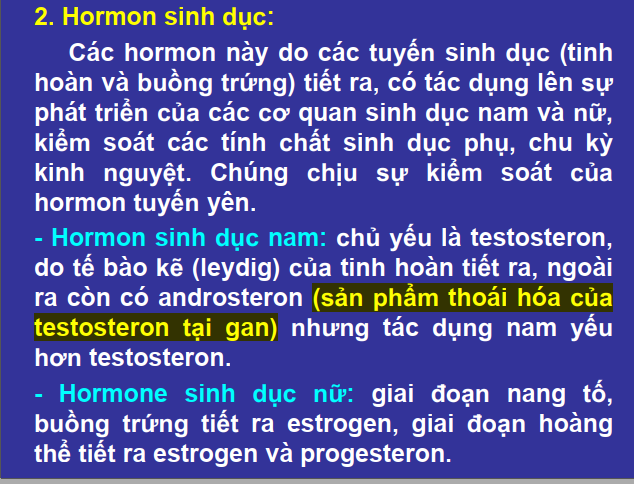 2. Hormon sinh dục:
Các hormon này do các tuyến sinh dục (tinh
hoàn và buồng trứng) tiết ra, có tác dụng lên sự
phát triển của các cơ quan sinh dục nam và nữ,
kiểm soát các tính chất sinh dục phụ, chu kỳ
kinh nguyệt. Chúng chịu sự kiểm soát của
hormon tuyến yên.
- Hormon sinh dục nam: chủ yếu là testosteron,
do tế bào kẽ (leydig) của tinh hoàn tiết ra, ngoài
ra còn có androsteron (sản phẩm thoái hóa của
testosteron tại gan) nhưng tác dụng nam yếu
hơn testosteron.
- Hormone sinh dục nữ: giai đoạn nang tố,
buồng trứng tiết ra estrogen, giai đoạn hoàng
thể tiết ra estrogen và progesteron.